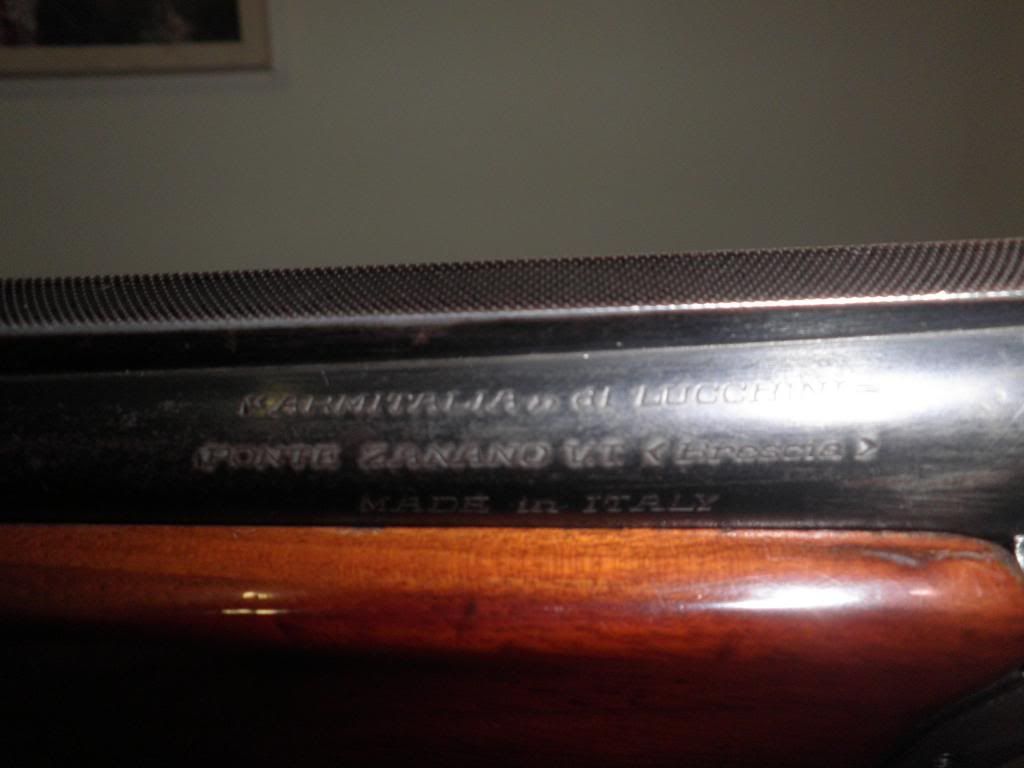 «ARMITALIA» di LUCCHINI -
PONTE ZANANO V.T. <Brescia>
MADE in ITALY